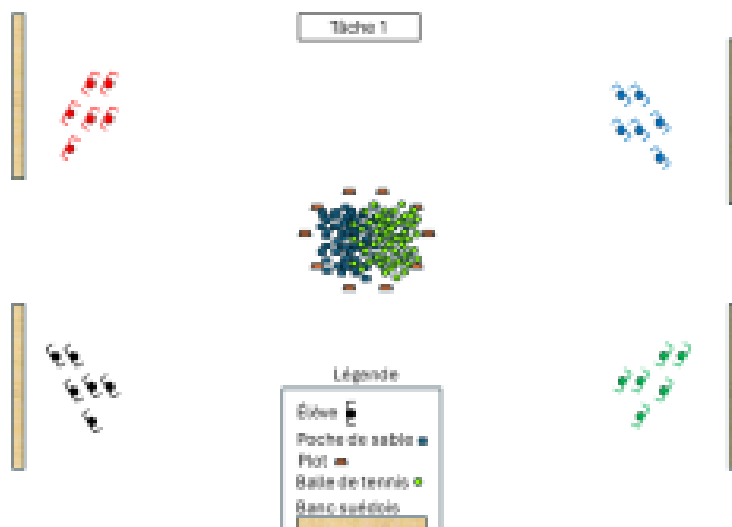 Tâche 1
Légende
Élève
Poche de sable
Plot
Balle de tennis
Banc suédois